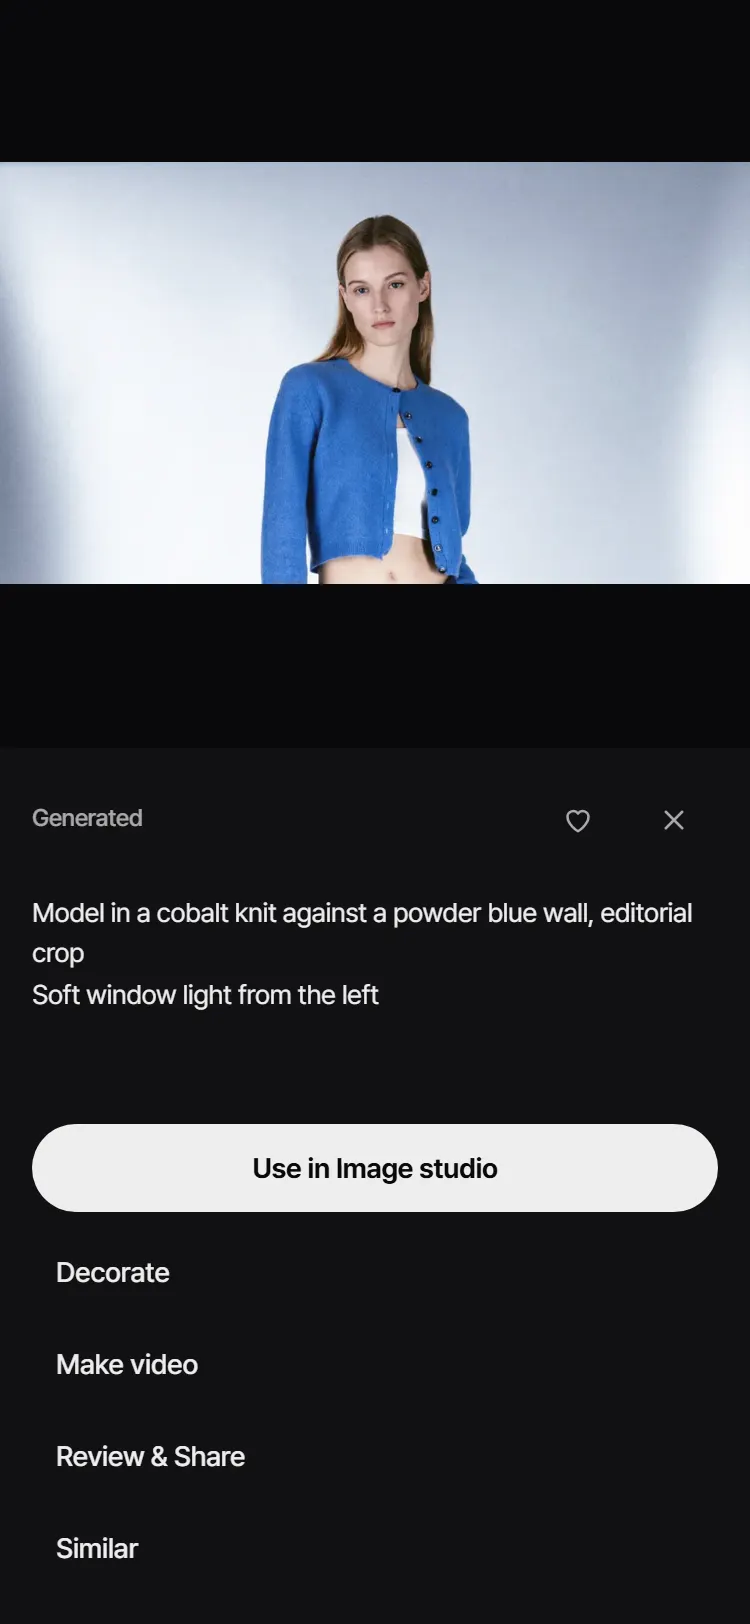 Generated
Model in a cobalt knit against a powder blue wall, editorial
crop
Soft window light from the left
Use in Image studio
Decorate
Make video
Review & Share
Similar